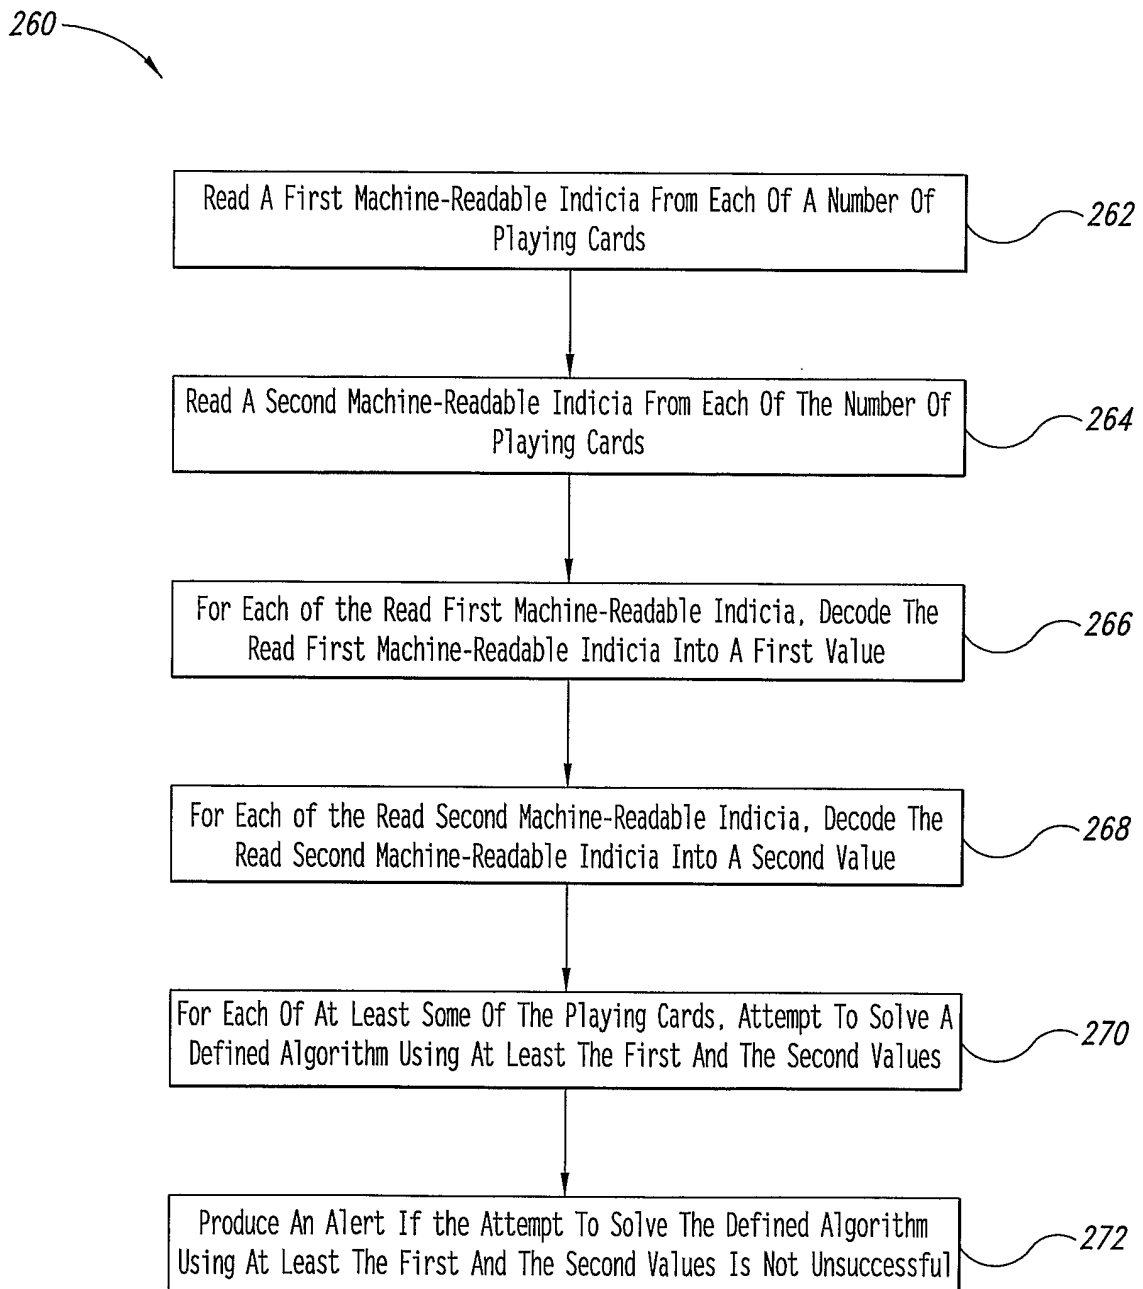 260
Read A First Machine-Readable Indicia From Each Of A Number Of
Playing Cards
262
Read A Second Machine-Readable Indicia From Each Of The Number Of
Playing Cards
264
For Each of the Read First Machine-Readable Indicia, Decode The
Read First Machine-Readable Indicia Into A First Value
266
For Each of the Read Second Machine-Readable Indicia, Decode The
Read Second Machine-Readable Indicia Into A Second Value
268
For Each Of At Least Some Of The Playing Cards, Attempt To Solve A
Defined Algorithm Using At Least The First And The Second Values
270
Produce An Alert If the Attempt To Solve The Defined Algorithm
Using At Least The First And The Second Values Is Not Unsuccessful
272